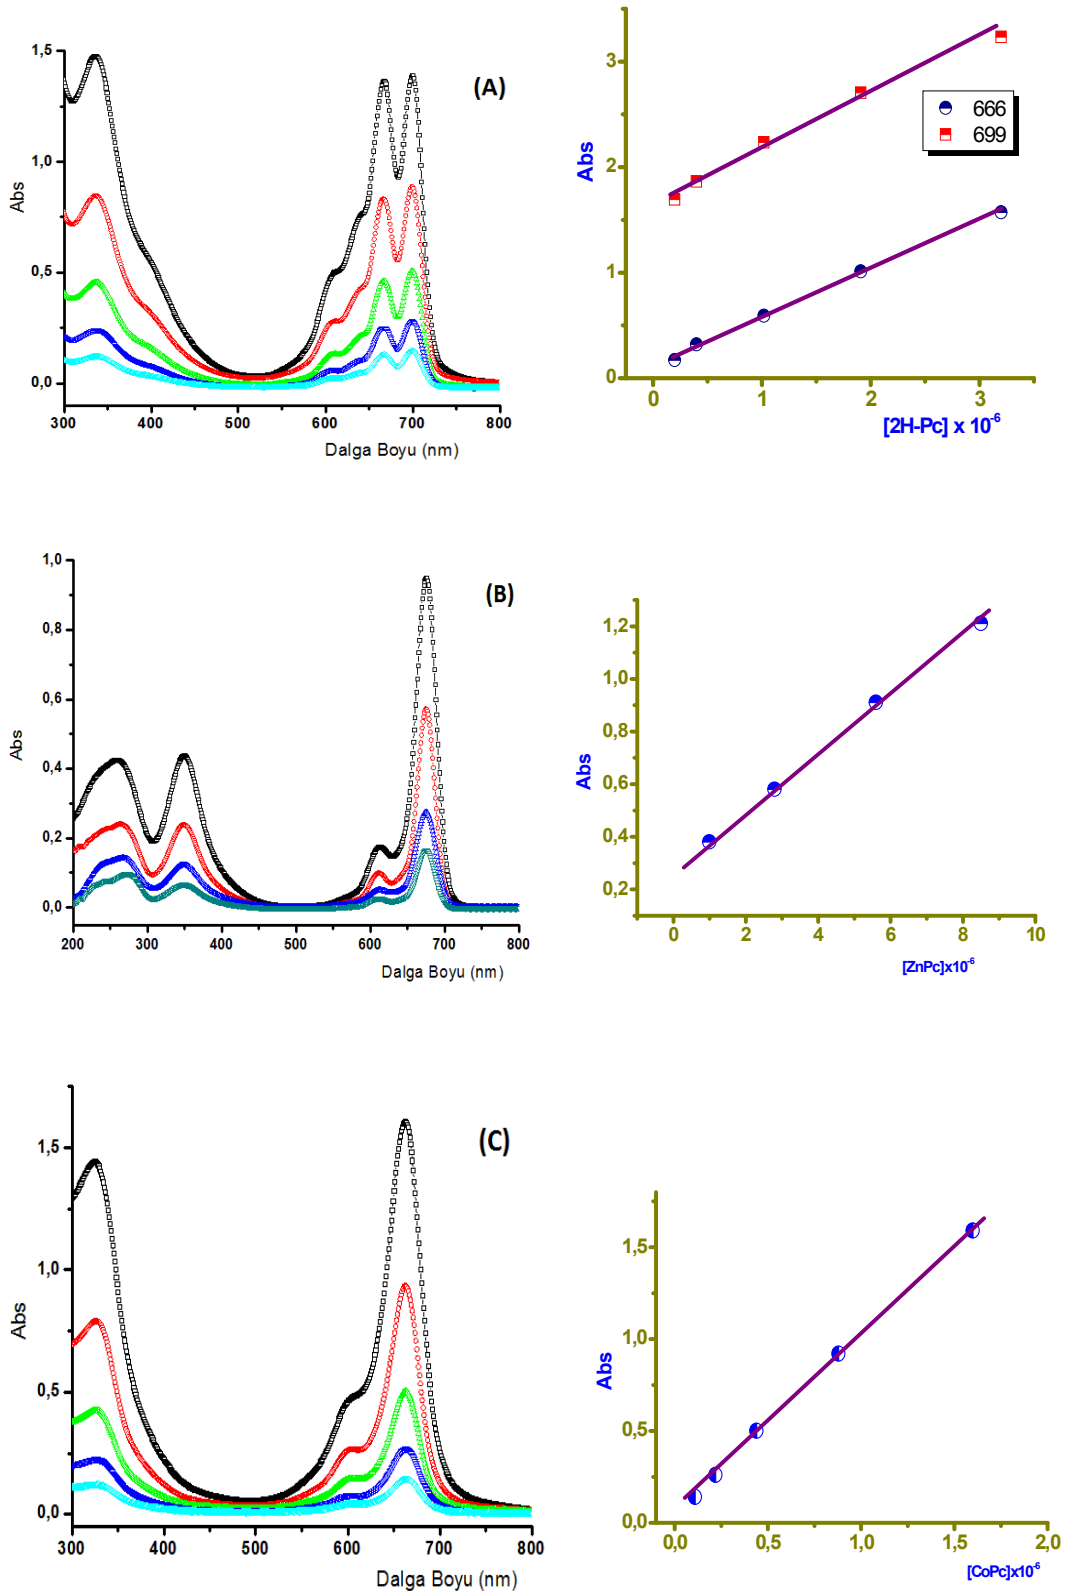 1,5
1,0
0,5
0,0
Abs
(A)
300 400 500 600 700 800
Dalga Boyu (nm)
3
2
1
0
Abs
666
699
0 1 2 3
[2H-Pc] x 10-6
1,0
0,8
0,6
0,4
0,2
0,0
Abs
(B)
200 300 400 500 600 700 800
Dalga Boyu (nm)
1,2
1,0
0,8
0,6
0,4
0,2
Abs
0 2 4 6 8 10
[ZnPc]x10-6
1,5
1,0
0,5
0,0
Abs
(C)
300 400 500 600 700 800
Dalga Boyu (nm)
1,5
1,0
0,5
0,0
Abs
0,0 0,5 1,0 1,5 2,0
[CoPc]x10-6